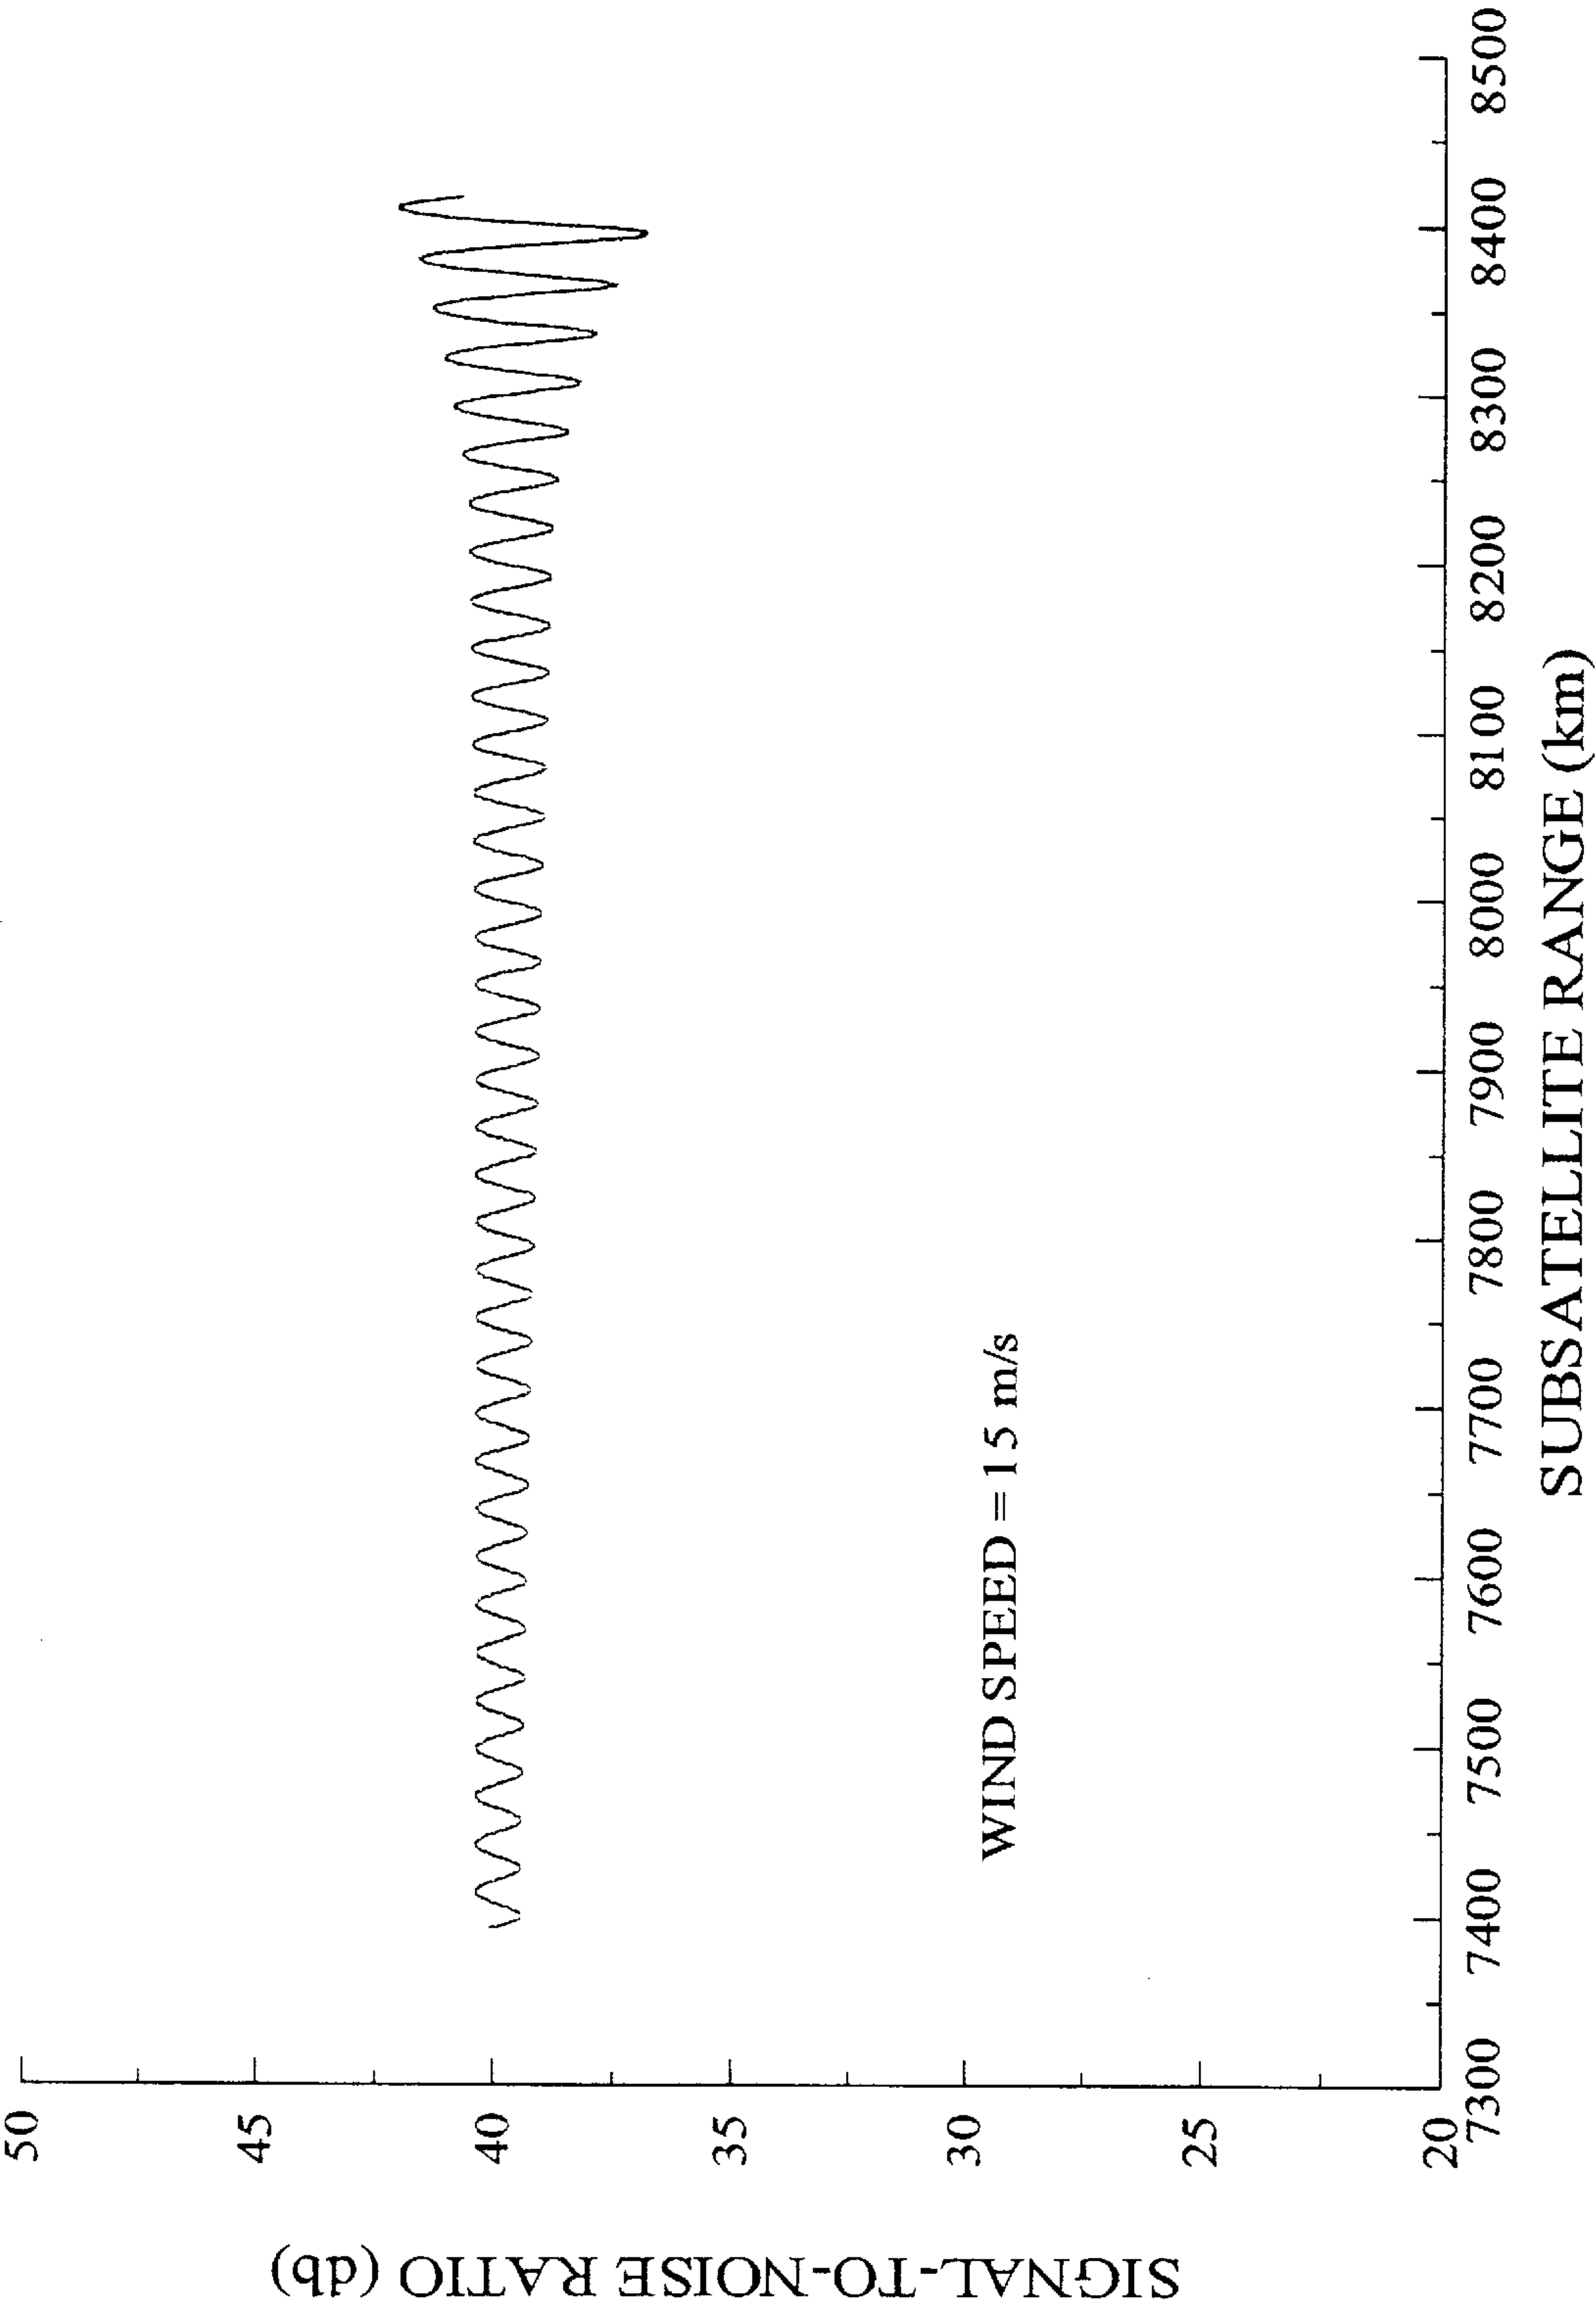 SIGNAL-TO-NOISE RATIO (db)
50
45
40
35
30
25
20
WIND SPEED = 15 m/s
7300 7400 7500 7600 7700 7800 7900 8000 8100 8200 8300 8400 8500
SUBSATELLITE RANGE (km)